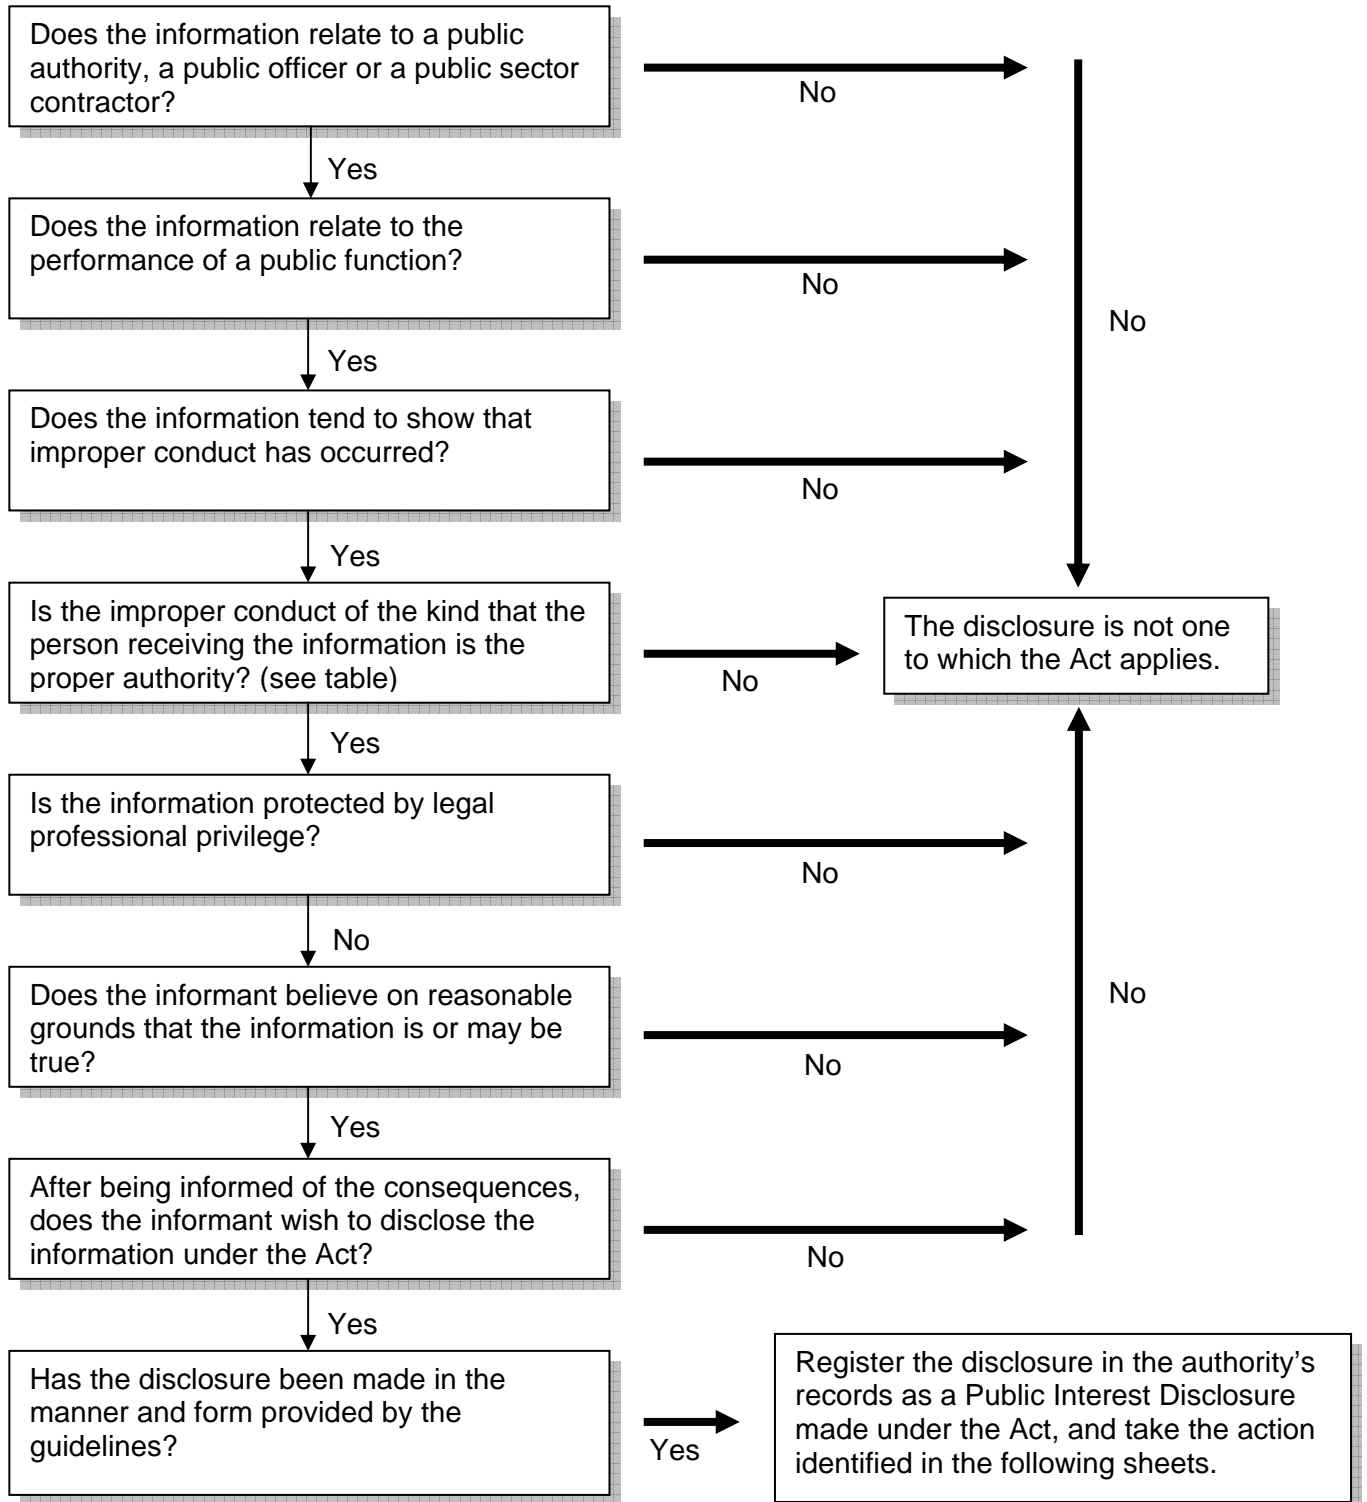 Does the information relate to a public
authority, a public officer or a public sector
contractor?
No
Yes
Does the information relate to the
performance of a public function?
No
No
Yes
Does the information tend to show that
improper conduct has occurred?
No
Yes
Is the improper conduct of the kind that the
person receiving the information is the
proper authority? (see table)
No
The disclosure is not one
to which the Act applies.
Yes
Is the information protected by legal
professional privilege?
No
No
Does the informant believe on reasonable
grounds that the information is or may be
true?
No
No
Yes
After being informed of the consequences,
does the informant wish to disclose the
information under the Act?
No
Yes
Has the disclosure been made in the
manner and form provided by the
guidelines?
Yes
Register the disclosure in the authority’s
records as a Public Interest Disclosure
made under the Act, and take the action
identified in the following sheets.